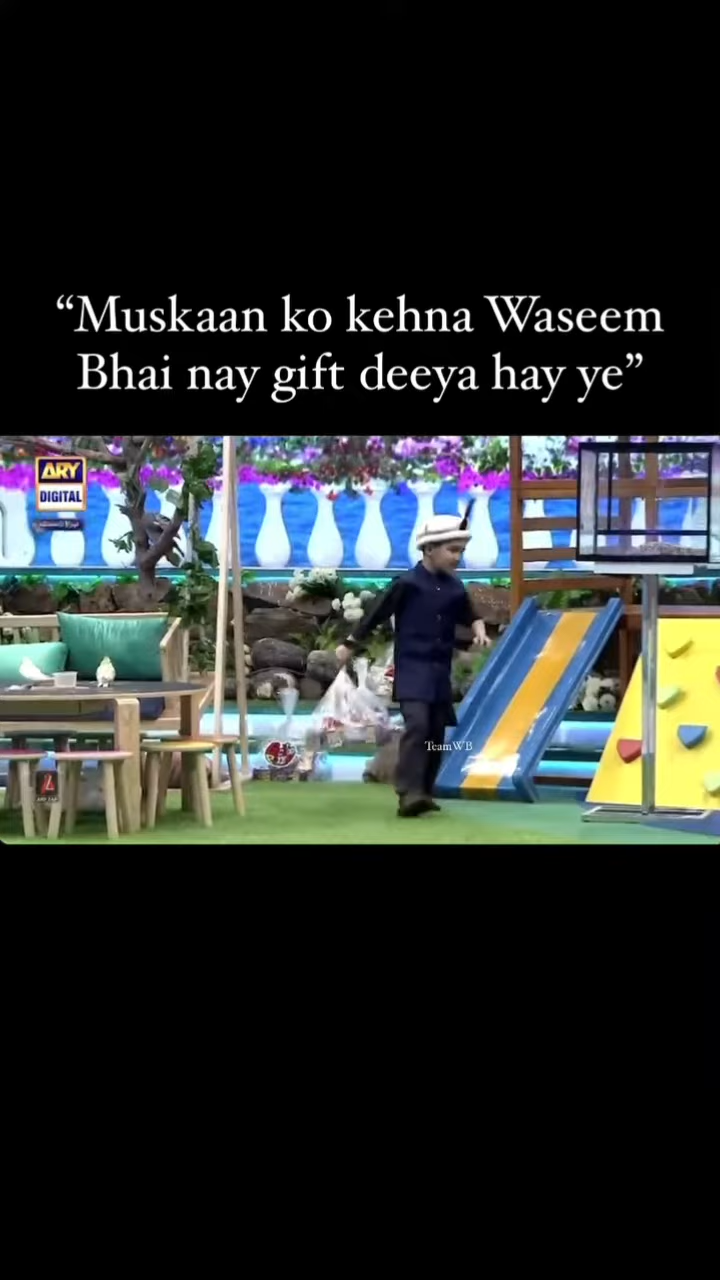 “Muskaan ko kehna Waseem
Bhai nay gift deeya hay ye”
ARY
DIGITAL
TeamWB